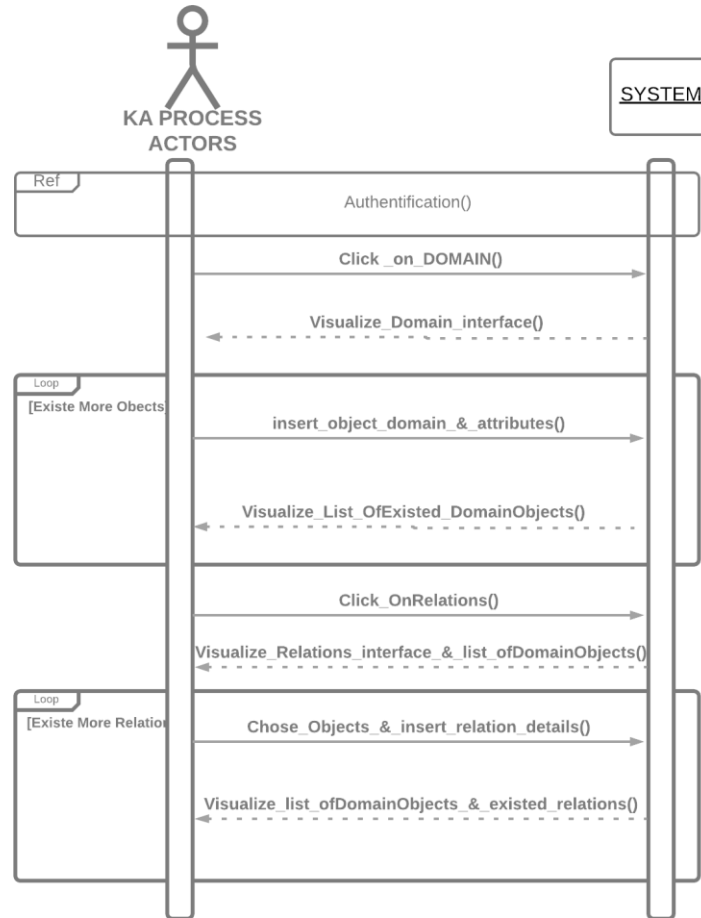 KA PROCESS
ACTORS
SYSTEM
Ref
Authentification()
Click _on_DOMAIN()
Visualize_Domain_interface()
Loop
[Existe More Obects]
insert_object_domain_&_attributes()
Visualize_List_OfExisted_DomainObjects()
Click_OnRelations()
Visualize_Relations_interface_&_list_ofDomainObjects()
Loop
[Existe More Relation
Chose_Objects_&_insert_relation_details()
Visualize_list_ofDomainObjects_&_existed_relations()